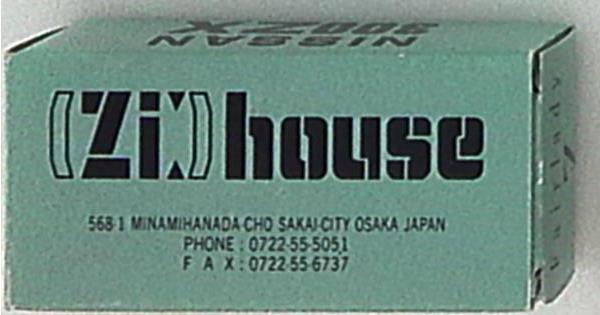 NISSAN
300ZX
(Zi) house
568-1 MINAMIHANADA-CHO SAKAI-CITY OSAKA JAPAN
PHONE : 0722-55-5051
F A X : 0722-55-6737